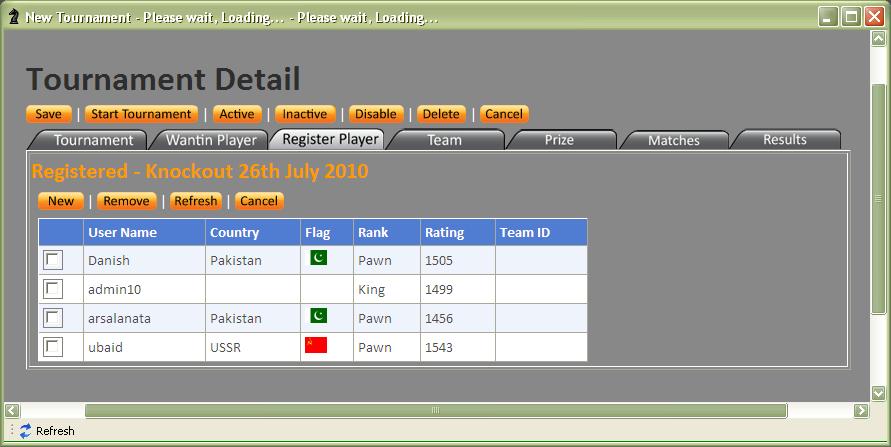 New Tournament - Please wait, Loading... - Please wait, Loading...
Tournament Detail
Save | Start Tournament | Active | Inactive | Disable | Delete | Cancel
Tournament Wantin Player Register Player Team Prize Matches Results
Registered - Knockout 26th July 2010
New | Remove | Refresh | Cancel
User Name Country Flag Rank Rating Team ID
Danish Pakistan Pawn 1505
admin10 King 1499
arsalanata Pakistan Pawn 1456
ubaid USSR Pawn 1543
Refresh